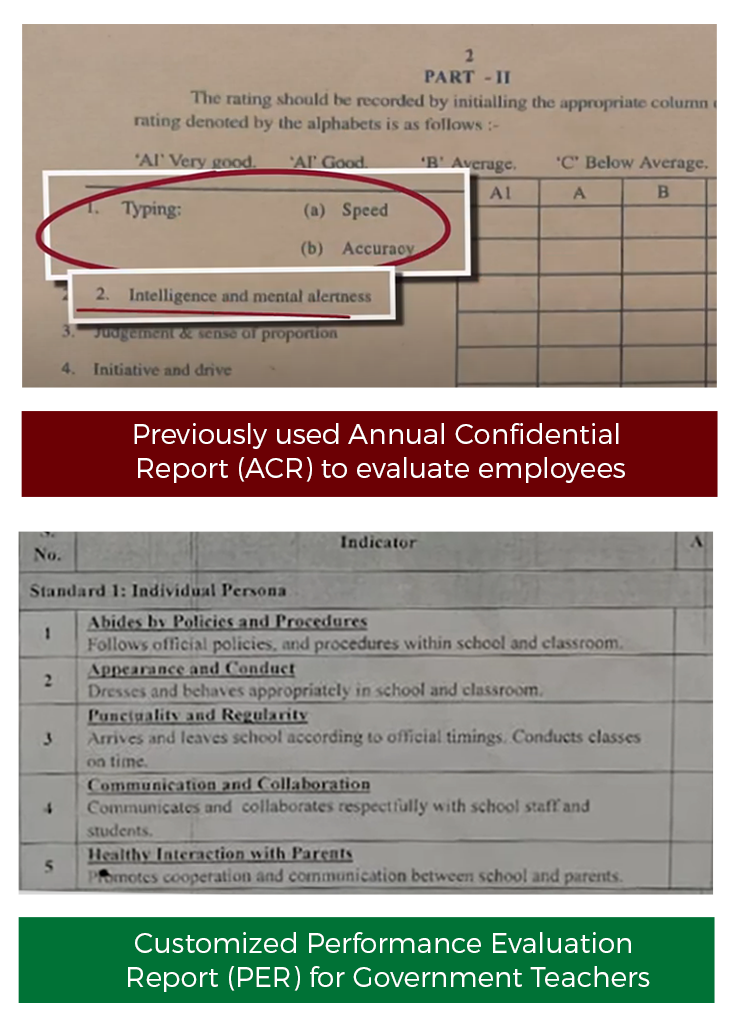 2
PART - II
The rating should be recorded by initialling the appropriate column
rating denoted by the alphabets is as follows :-
'AI' Very good. 'AI' Good. 'B' Average. 'C' Below Average.
A1 A B
1. Typing: (a) Speed
(b) Accuracy
2. Intelligence and mental alertness
3. Judgement & sense of proportion
4. Initiative and drive
Previously used Annual Confidential
Report (ACR) to evaluate employees
No. Indicator A
Standard 1: Individual Persona
1 Abides by Policies and Procedures
Follows official policies, and procedures within school and classroom.
2 Appearance and Conduct
Dresses and behaves appropriately in school and classroom.
3 Punctuality and Regularity
Arrives and leaves school according to official timings. Conducts classes
on time.
4 Communication and Collaboration
Communicates and collaborates respectfully with school staff and
students.
5 Healthy Interaction with Parents
Promotes cooperation and communication between school and parents.
Customized Performance Evaluation
Report (PER) for Government Teachers